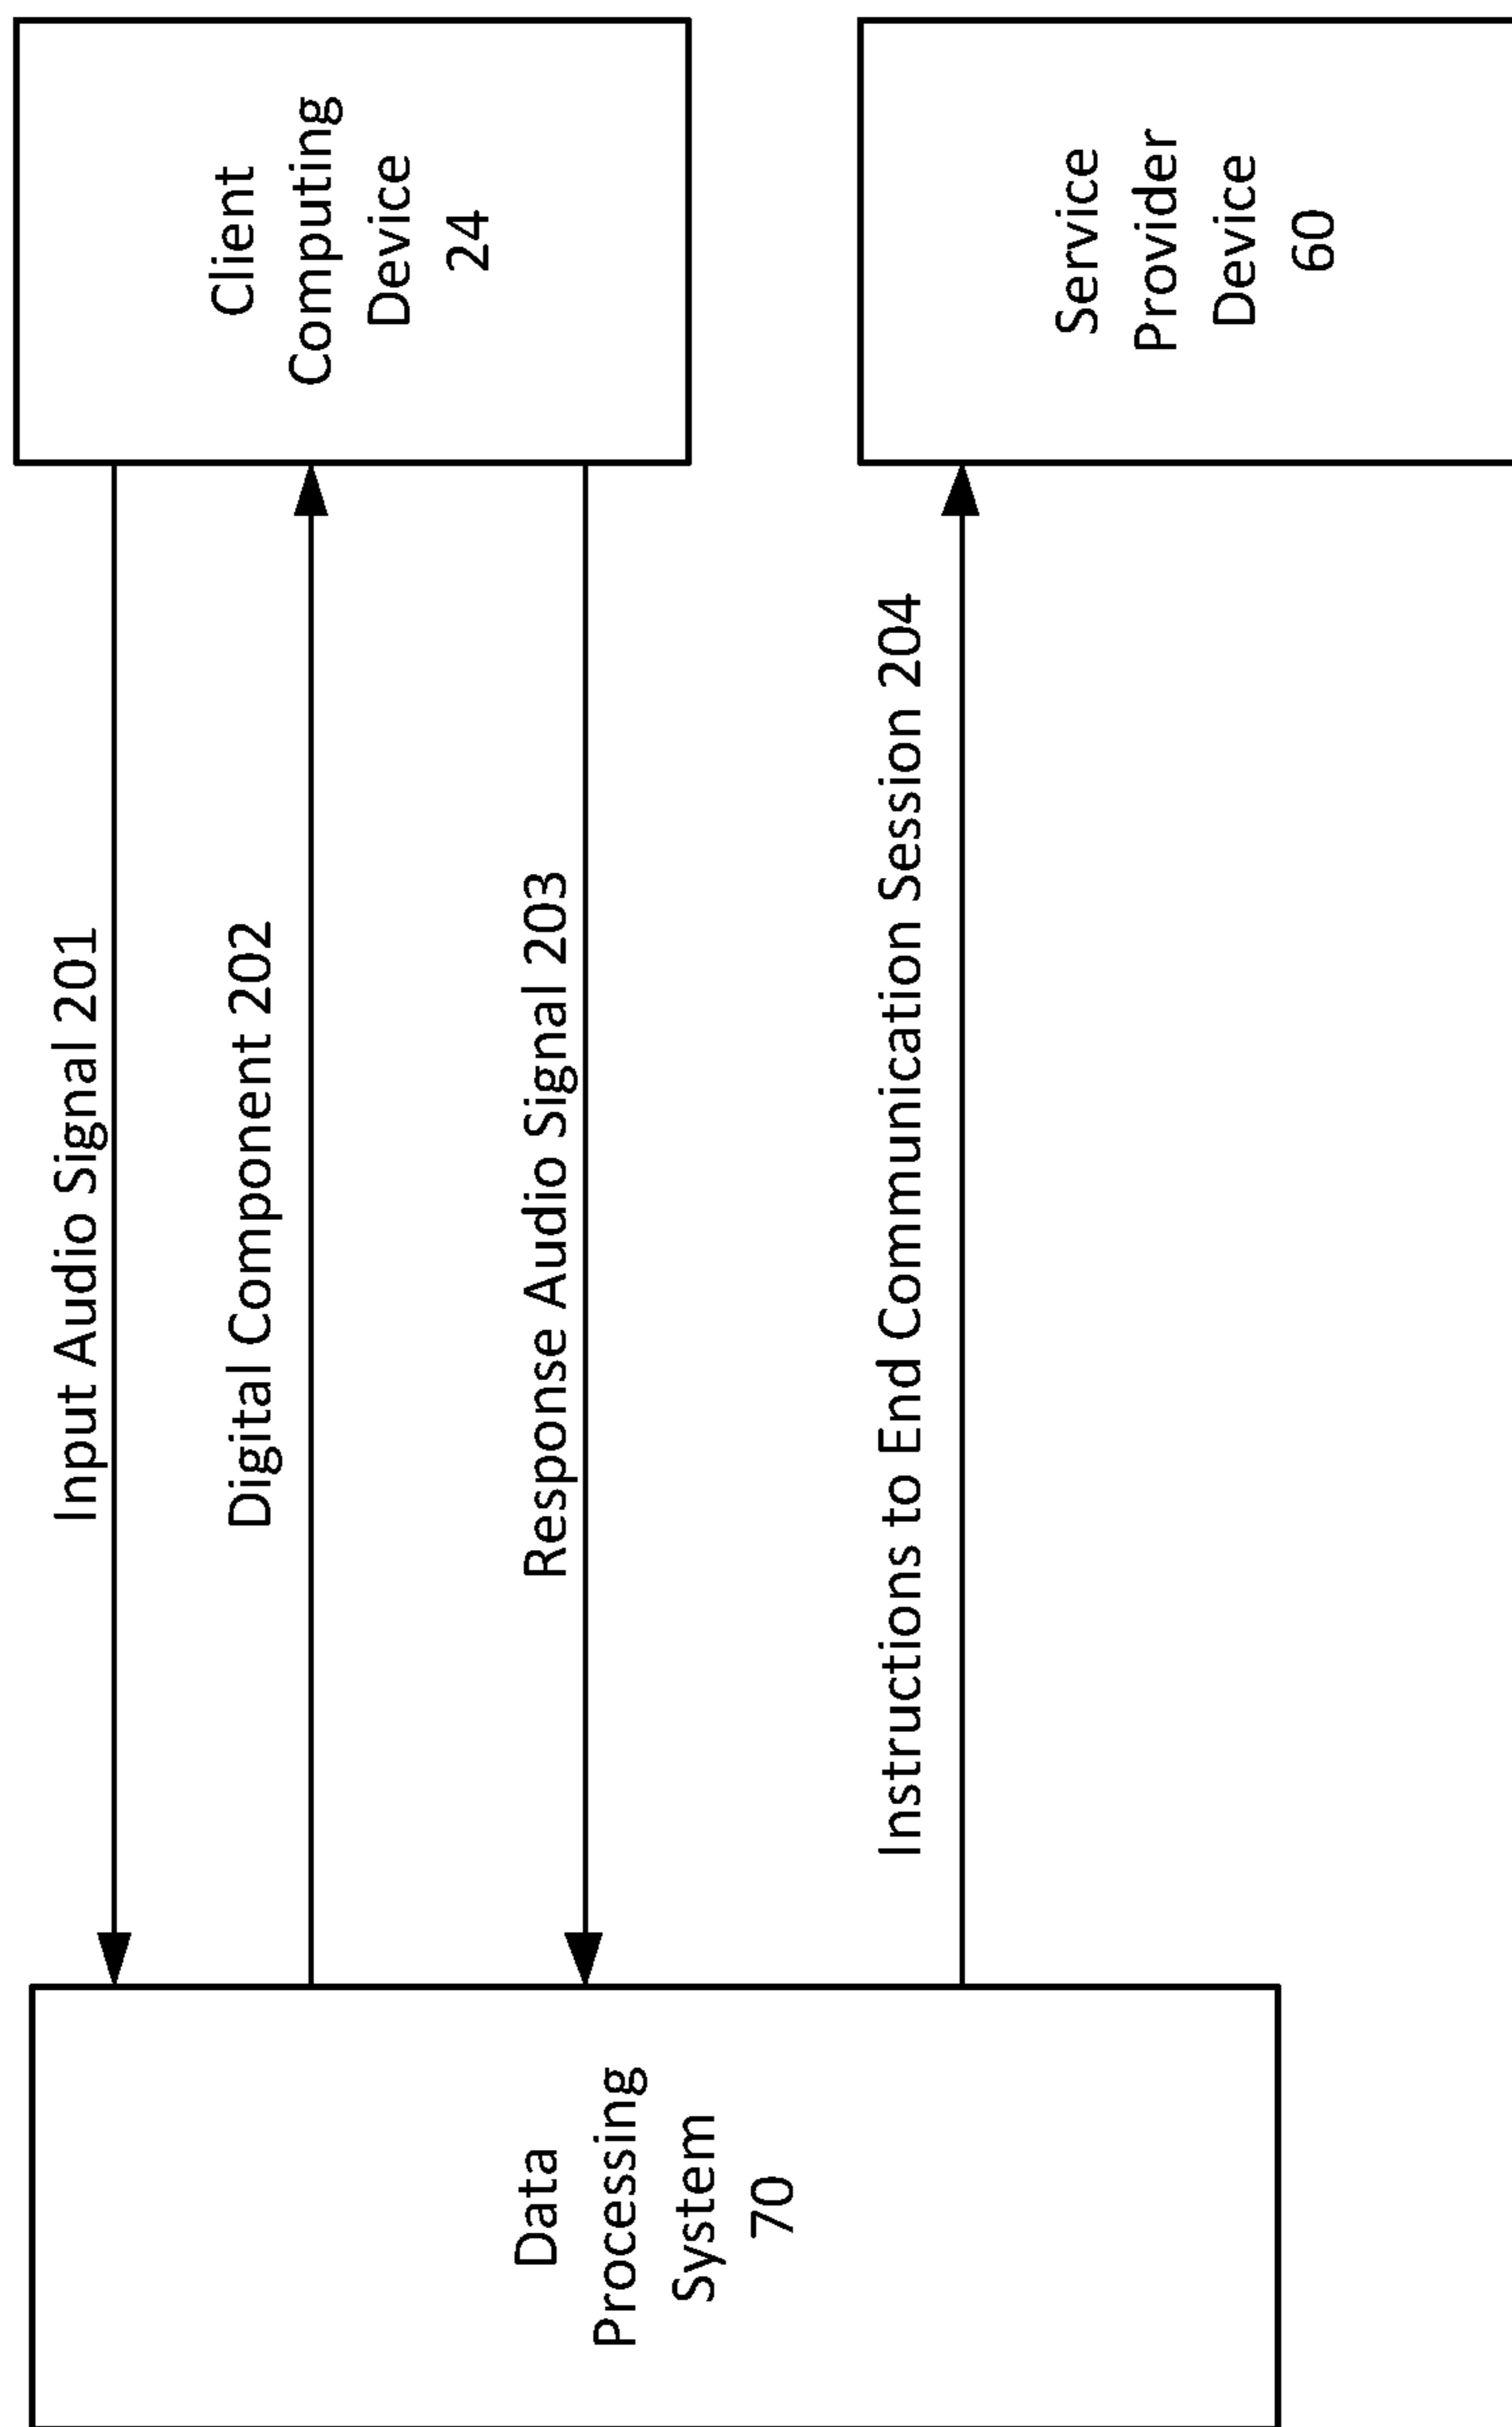 Client
Computing
Device
24
Service
Provider
Device
60
Input Audio Signal 201
Digital Component 202
Response Audio Signal 203
Instructions to End Communication Session 204
Data
Processing
System
70